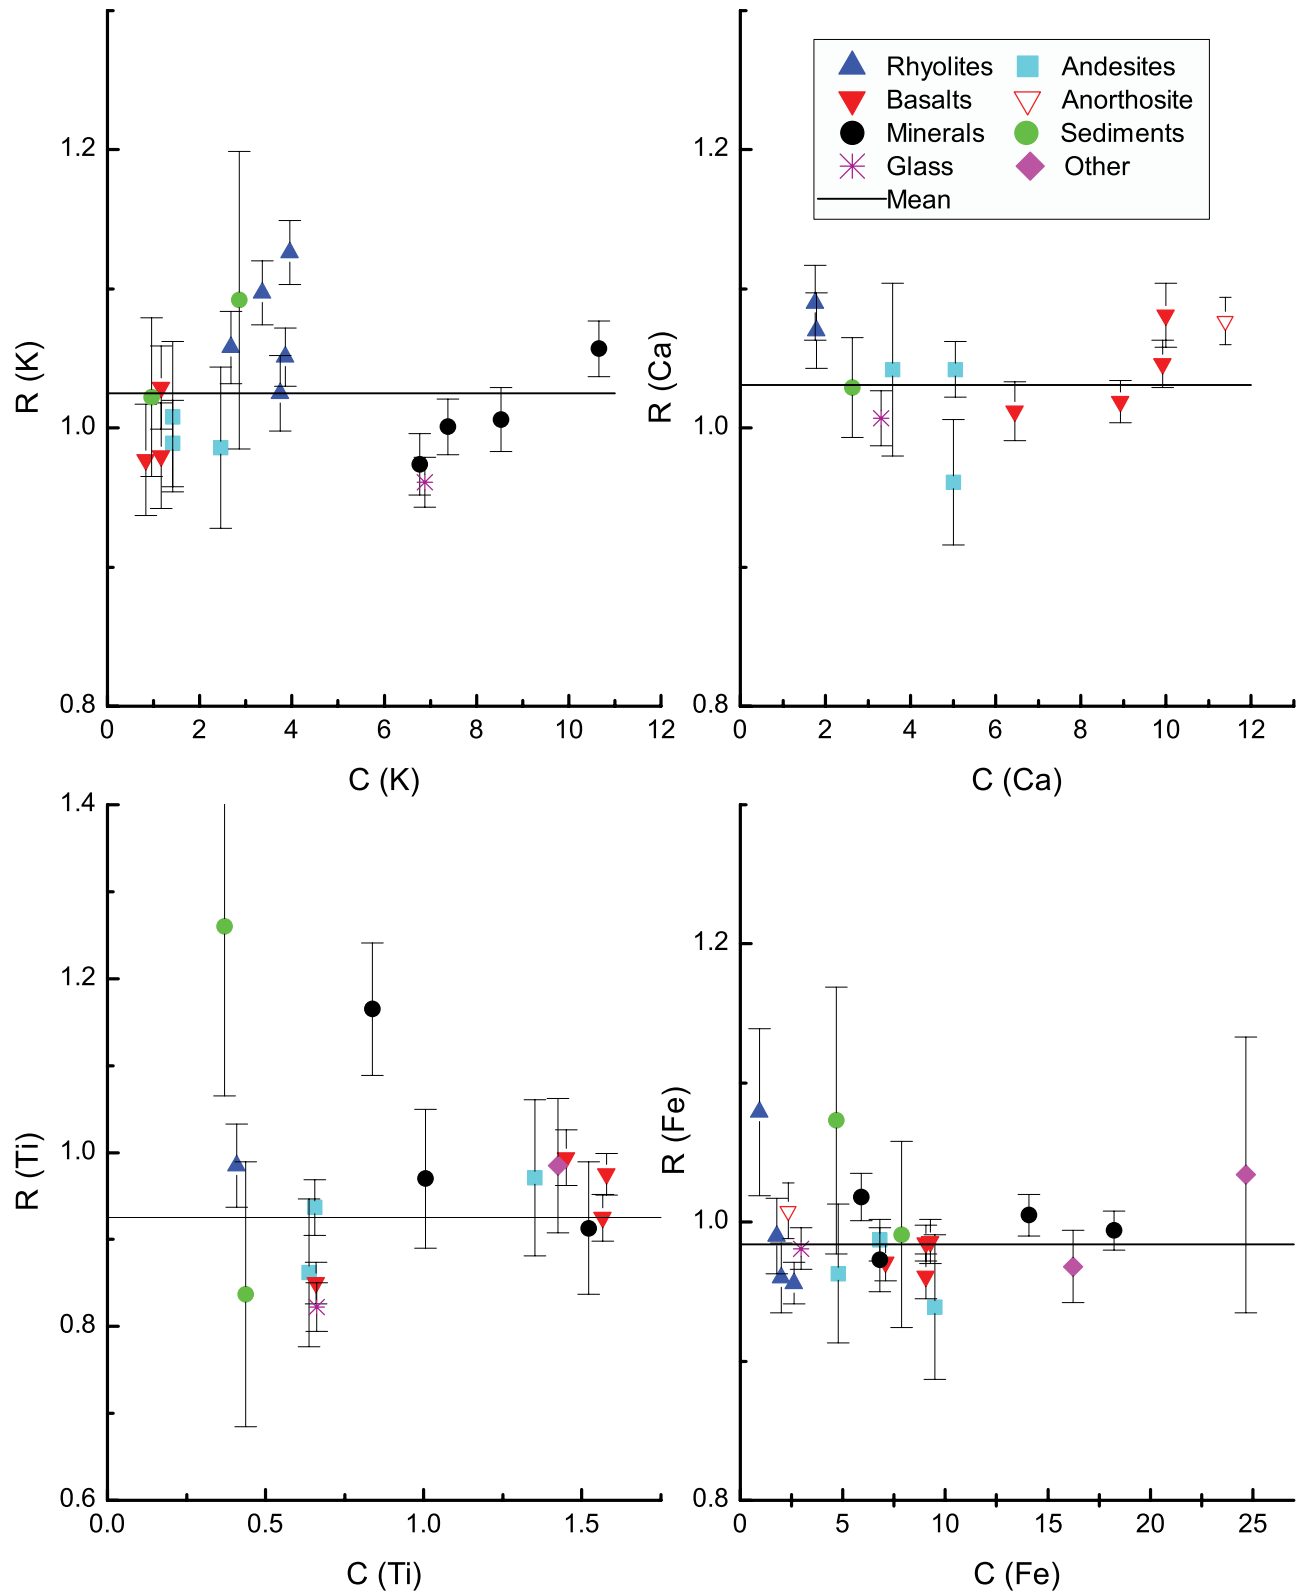 1.2
1.0
0.8
R (K)
0 2 4 6 8 10 12
C (K)
Rhyolites Andesites
Basalts Anorthosite
Minerals Sediments
Glass Other
Mean
1.2
1.0
0.8
R (Ca)
0 2 4 6 8 10 12
C (Ca)
1.4
1.2
1.0
0.8
0.6
R (Ti)
0.0 0.5 1.0 1.5
C (Ti)
1.2
1.0
0.8
R (Fe)
0 5 10 15 20 25
C (Fe)